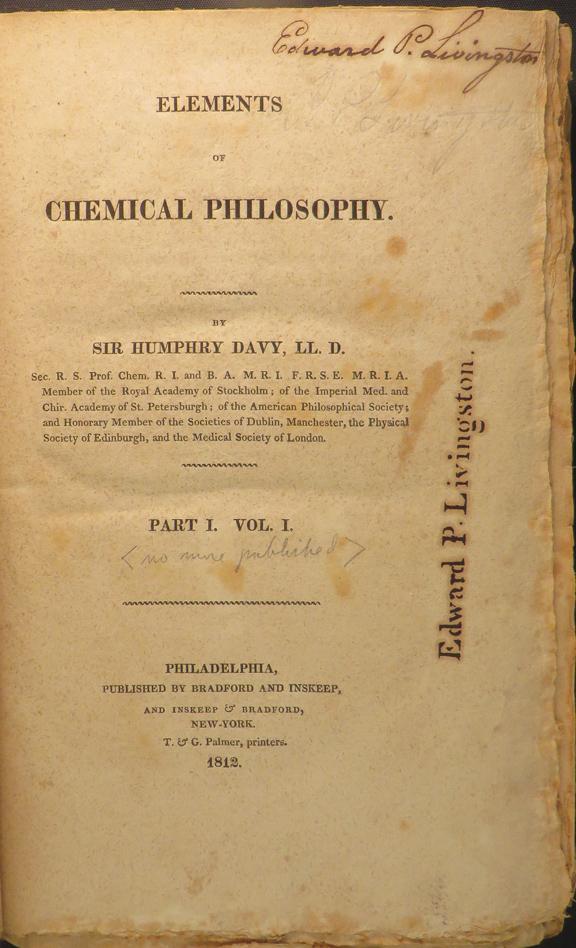 Edward P. Livingston
ELEMENTS
OF
CHEMICAL PHILOSOPHY.
BY
SIR HUMPHRY DAVY, LL. D.
Sec. R. S. Prof. Chem. R. I. and B. A. M. R. I. F. R. S. E. M. R. I. A.
Member of the Royal Academy of Stockholm; of the Imperial Med. and
Chir. Academy of St. Petersburgh; of the American Philosophical Society;
and Honorary Member of the Societies of Dublin, Manchester, the Physical
Society of Edinburgh, and the Medical Society of London.
PART I. VOL. I.
<no more published>
PHILADELPHIA,
PUBLISHED BY BRADFORD AND INSKEEP,
AND INSKEEP & BRADFORD,
NEW-YORK.
T. & G. Palmer, printers.
1812.
Edward P. Livingston.